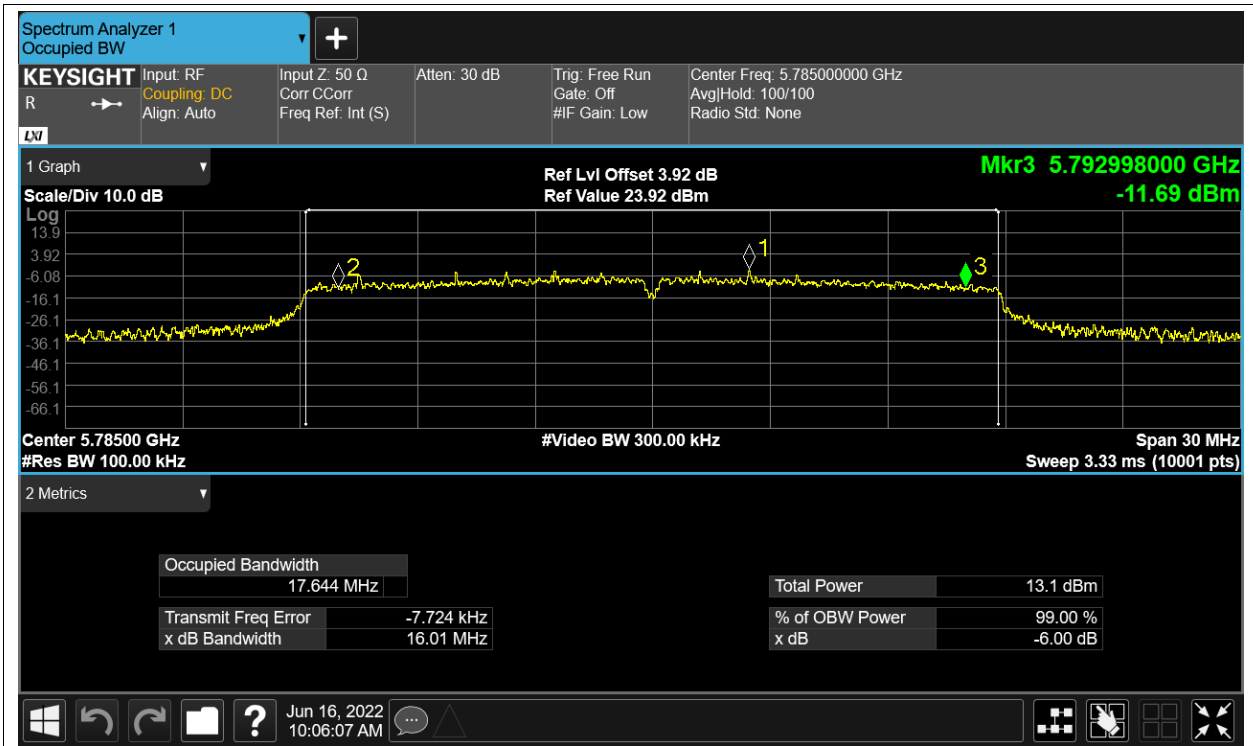 Spectrum Analyzer 1
Occupied BW
KEYSIGHT
R
LXI
Input: RF
Coupling: DC
Align: Auto
Input Z: 50 Ω
Corr CCorr
Freq Ref: Int (S)
Atten: 30 dB
Trig: Free Run
Gate: Off
#IF Gain: Low
Center Freq: 5.785000000 GHz
Avg|Hold: 100/100
Radio Std: None
1 Graph
Scale/Div 10.0 dB
Ref Lvl Offset 3.92 dB
Ref Value 23.92 dBm
Mkr3 5.792998000 GHz
-11.69 dBm
Log
13.9
3.92
-6.08
-16.1
-26.1
-36.1
-46.1
-56.1
-66.1
2
1
3
Center 5.78500 GHz
#Res BW 100.00 kHz
#Video BW 300.00 kHz
Span 30 MHz
Sweep 3.33 ms (10001 pts)
2 Metrics
Occupied Bandwidth
17.644 MHz
Transmit Freq Error -7.724 kHz
x dB Bandwidth 16.01 MHz
Total Power 13.1 dBm
% of OBW Power 99.00 %
x dB -6.00 dB
?
Jun 16, 2022
10:06:07 AM